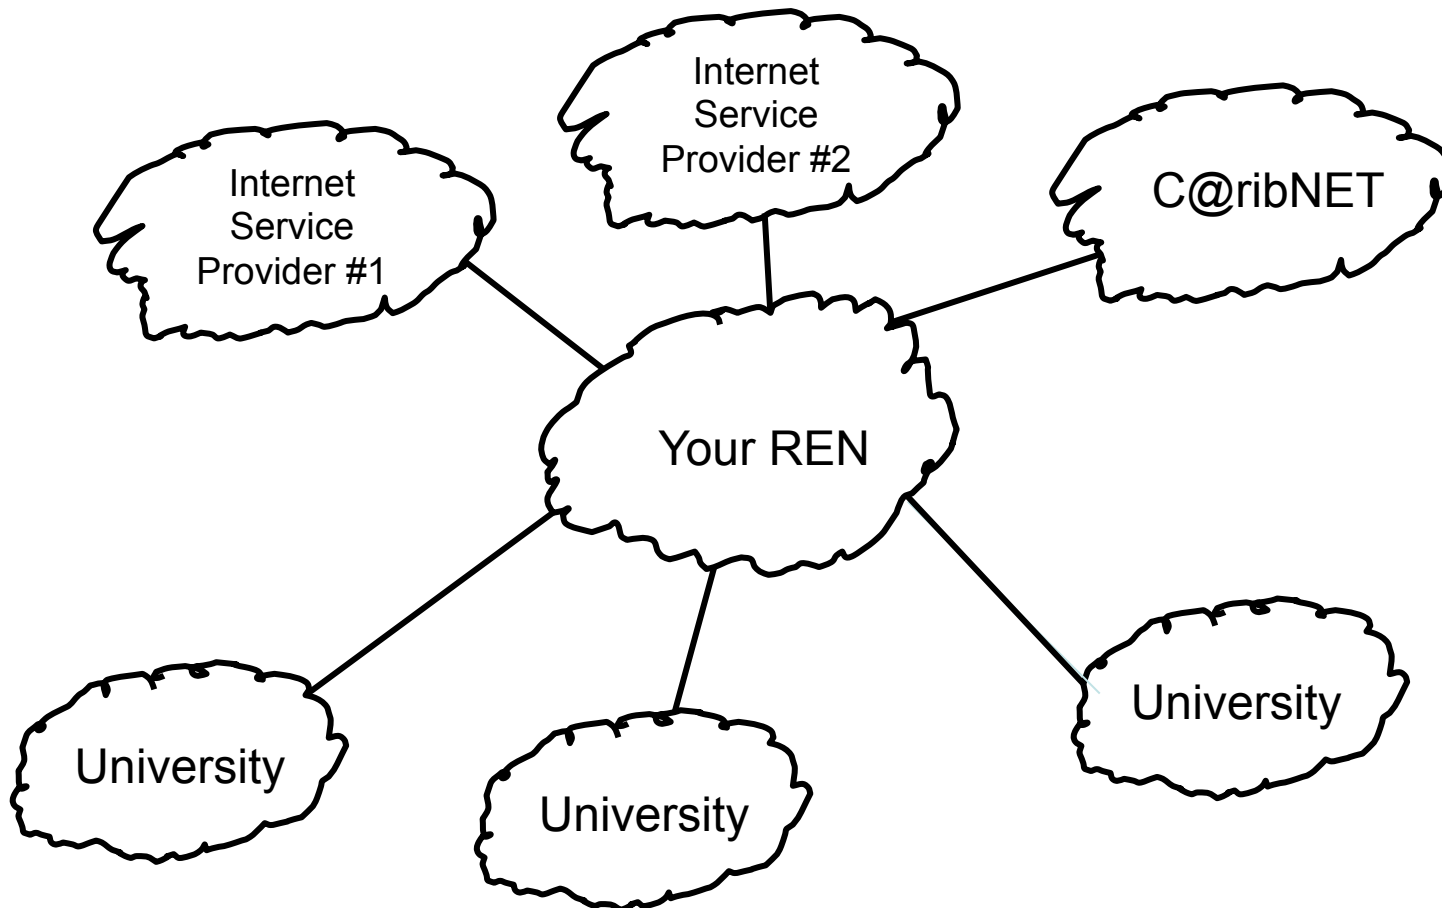 Internet
Service
Provider #1
Internet
Service
Provider #2
C@ribNET
Your REN
University
University
University